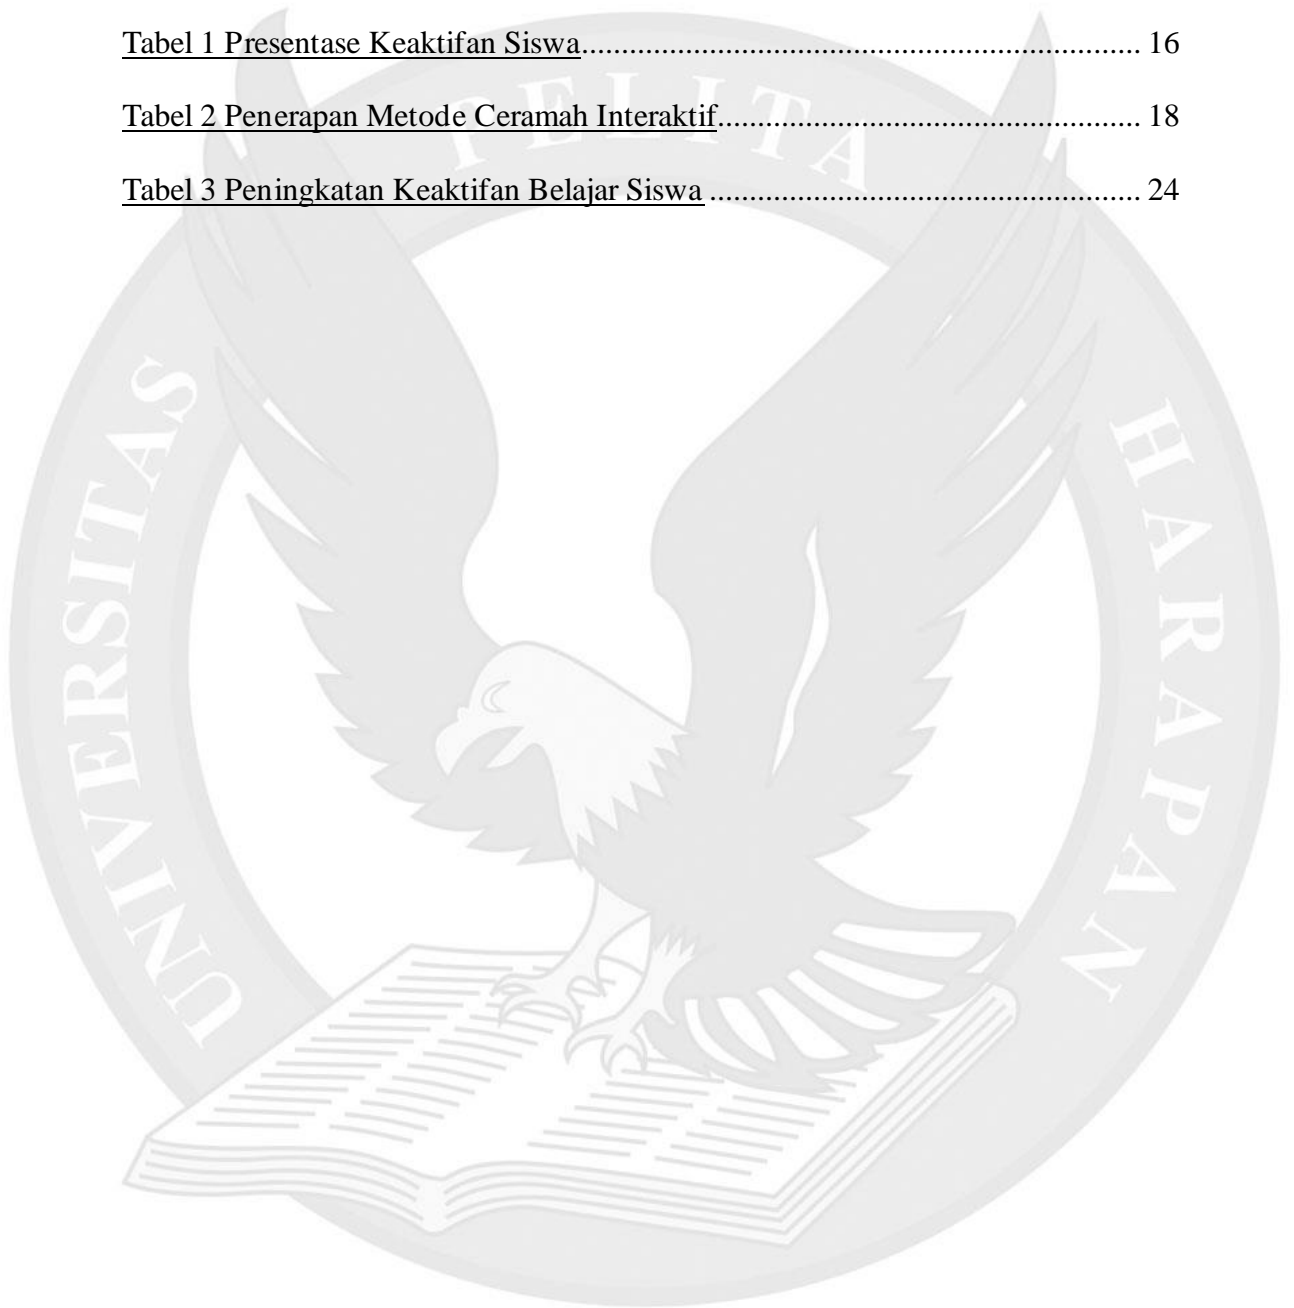 Tabel 1 Presentase Keaktifan Siswa...................................................................... 16
Tabel 2 Penerapan Metode Ceramah Interaktif..................................................... 18
Tabel 3 Peningkatan Keaktifan Belajar Siswa ...................................................... 24
UNIVERSITAS PELITA HARAPAN